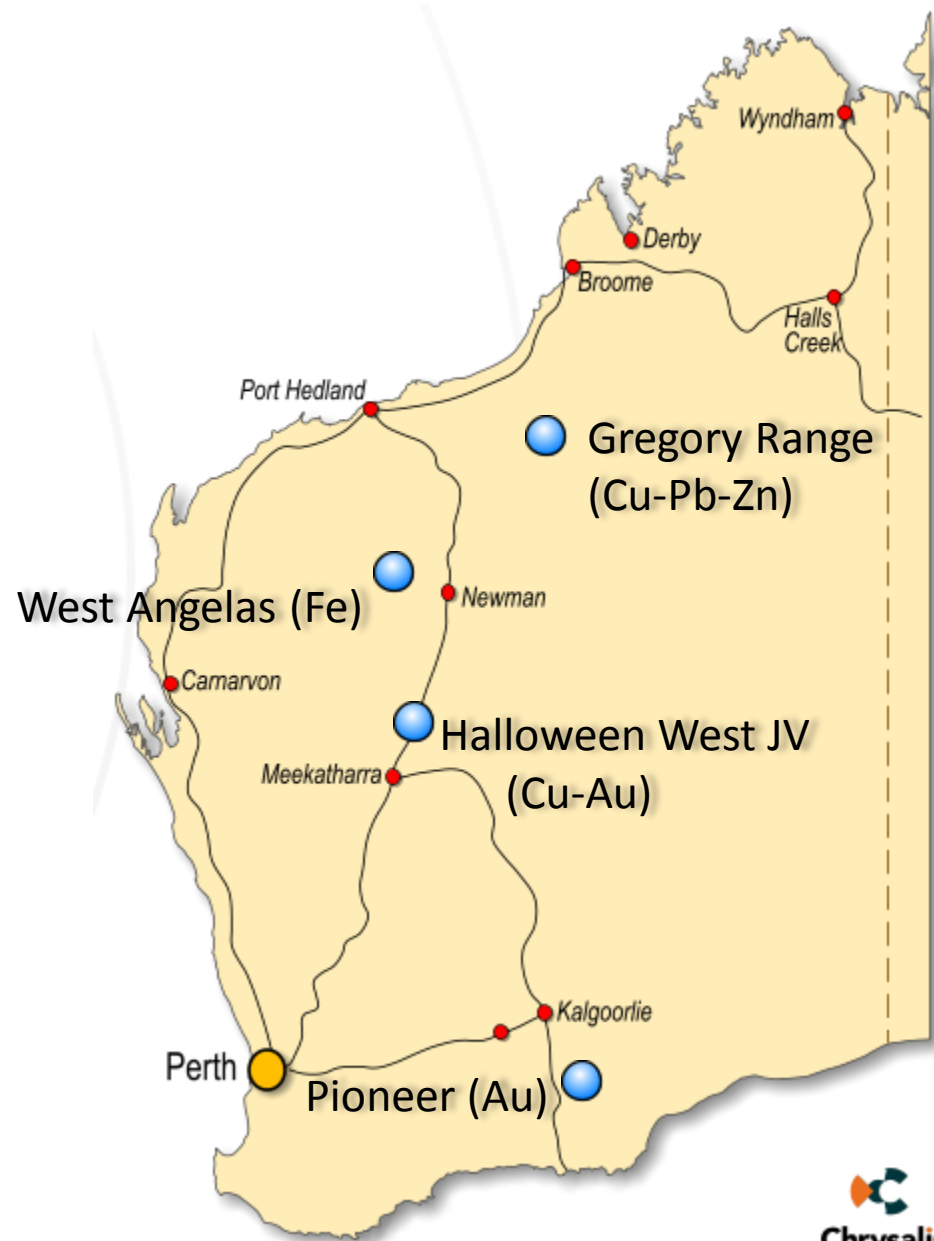 Wyndham
Derby
Broome
Halls
Creek
Port Hedland
Gregory Range
(Cu-Pb-Zn)
West Angelas (Fe)
Newman
Carnarvon
Halloween West JV
(Cu-Au)
Meekatharra
Kalgoorlie
Perth
Pioneer (Au)